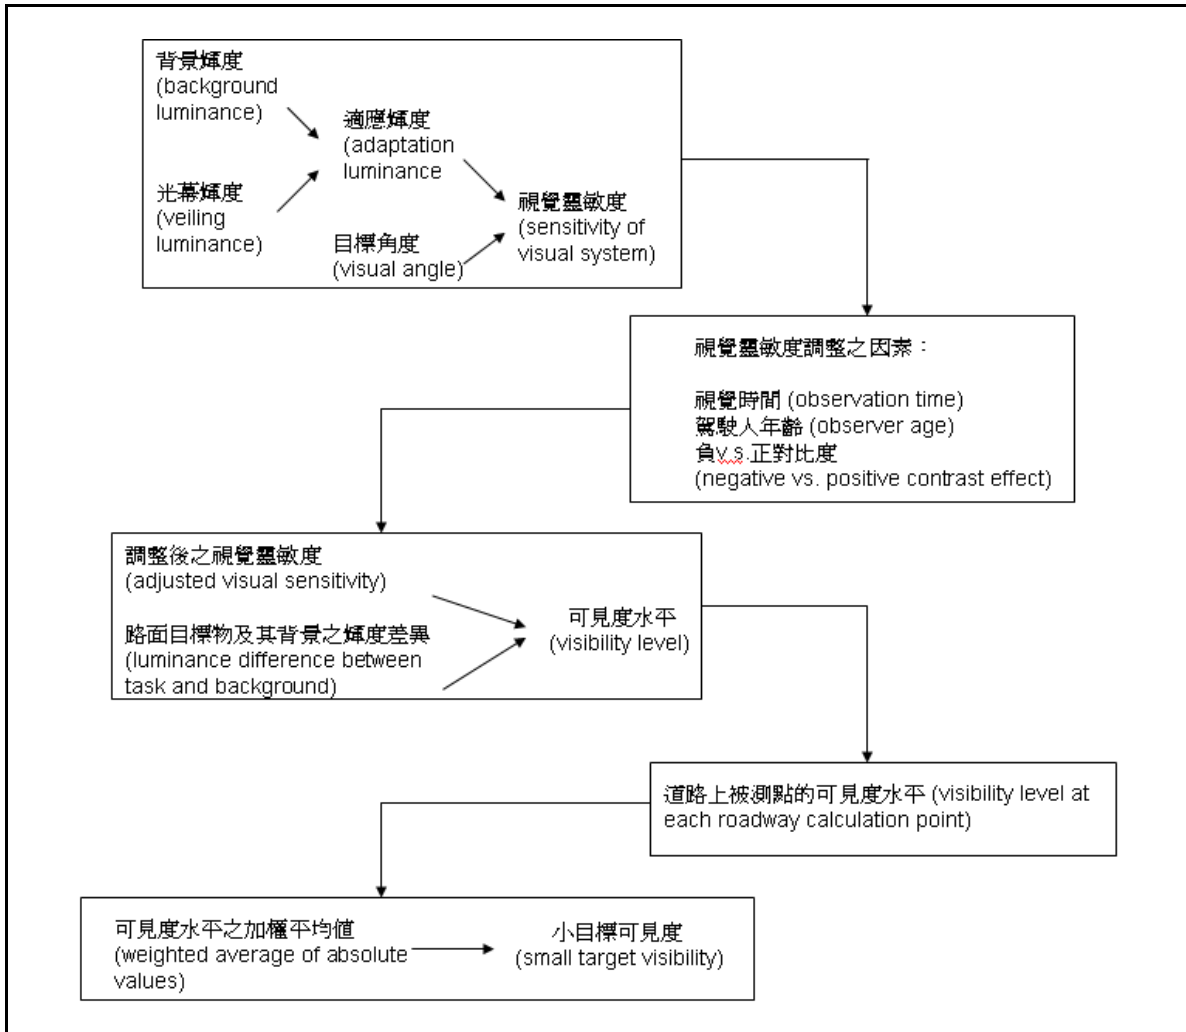 背景輝度
(background
luminance)
適應輝度
(adaptation
luminance
光幕輝度
(veiling
luminance)
目標角度
(visual angle)
視覺靈敏度
(sensitivity of
visual system)
視覺靈敏度調整之因素：
視覺時間 (observation time)
駕駛人年齡 (observer age)
負v.s.正對比度
(negative vs. positive contrast effect)
調整後之視覺靈敏度
(adjusted visual sensitivity)
路面目標物及其背景之輝度差異
(luminance difference between
task and background)
可見度水平
(visibility level)
道路上被測點的可見度水平 (visibility level at
each roadway calculation point)
可見度水平之加權平均值
(weighted average of absolute
values)
小目標可見度
(small target visibility)